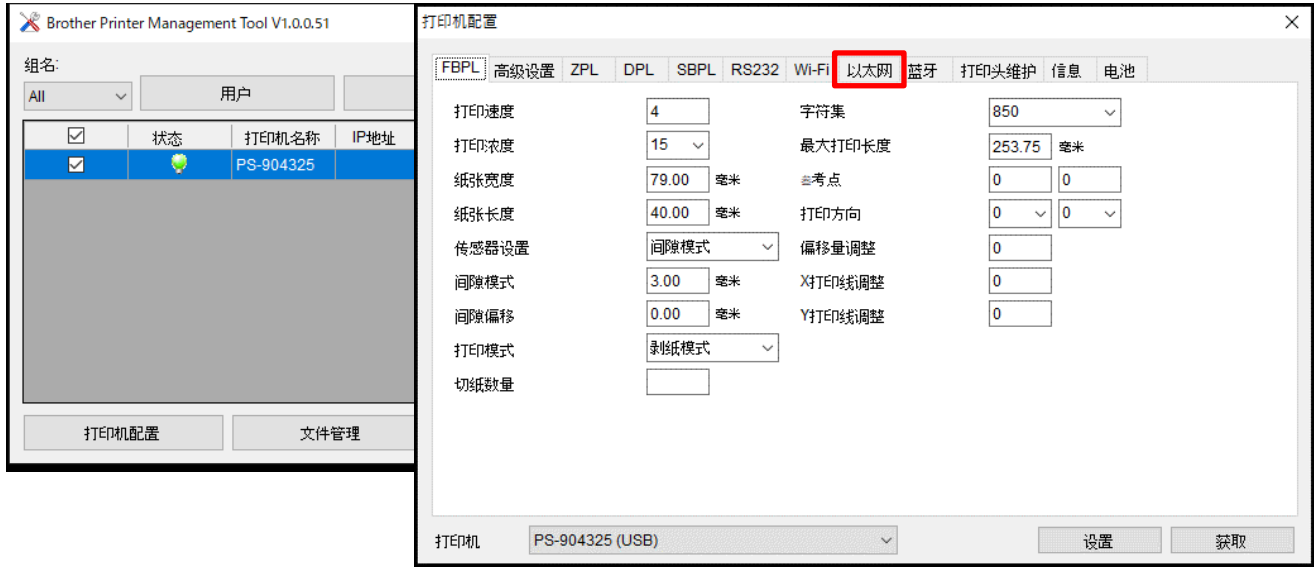 Brother Printer Management Tool V1.0.0.51
组名:
All
用户
状态
打印机名称
IP地址
PS-904325
打印机配置
文件管理
打印机配置
FBPL
高级设置
ZPL
DPL
SBPL
RS232
Wi-Fi
以太网
蓝牙
打印头维护
信息
电池
打印速度
4
字符集
850
打印浓度
15
最大打印长度
253.75
毫米
纸张宽度
79.00
毫米
叁考点
0
0
纸张长度
40.00
毫米
打印方向
0
0
传感器设置
间隙模式
偏移量调整
0
间隙模式
3.00
毫米
X打印线调整
0
间隙偏移
0.00
毫米
Y打印线调整
0
打印模式
剥纸模式
切纸数量
打印机
PS-904325 (USB)
设置
获取